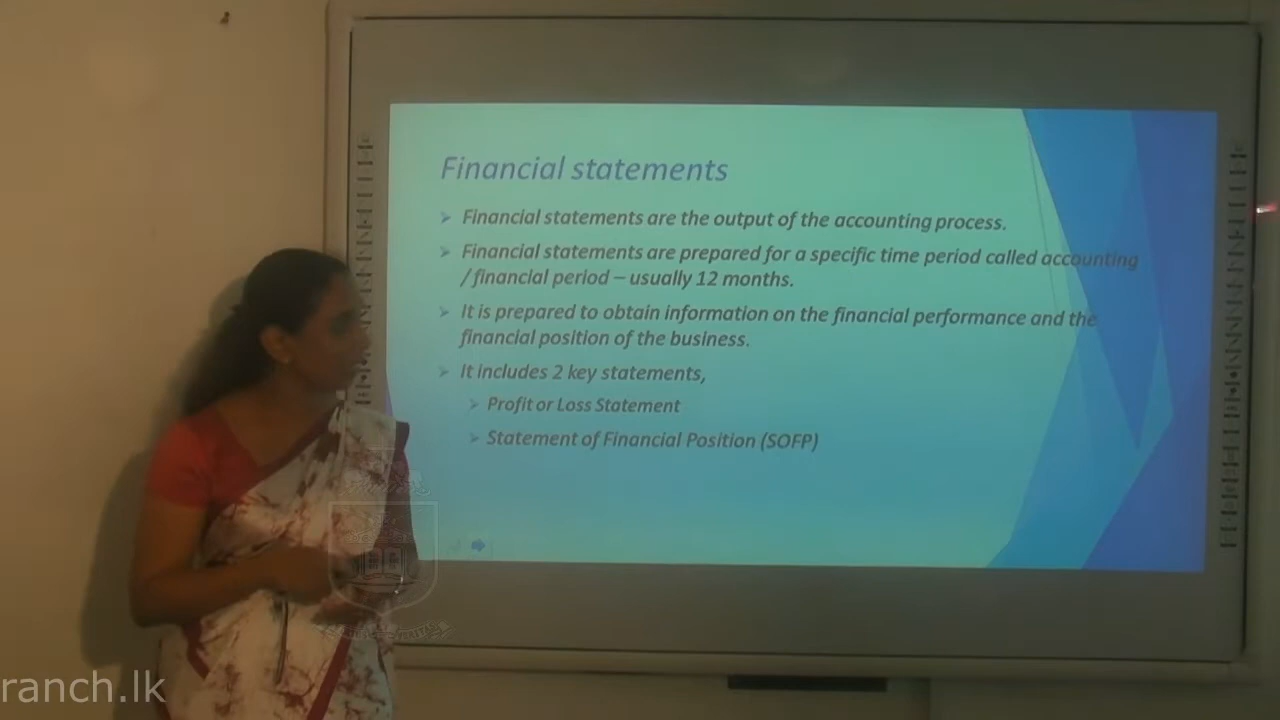 Financial statements
Financial statements are the output of the accounting process.
Financial statements are prepared for a specific time period called accounting
/ financial period – usually 12 months.
It is prepared to obtain information on the financial performance and the
financial position of the business.
It includes 2 key statements,
Profit or Loss Statement
Statement of Financial Position (SOFP)
ranch.lk